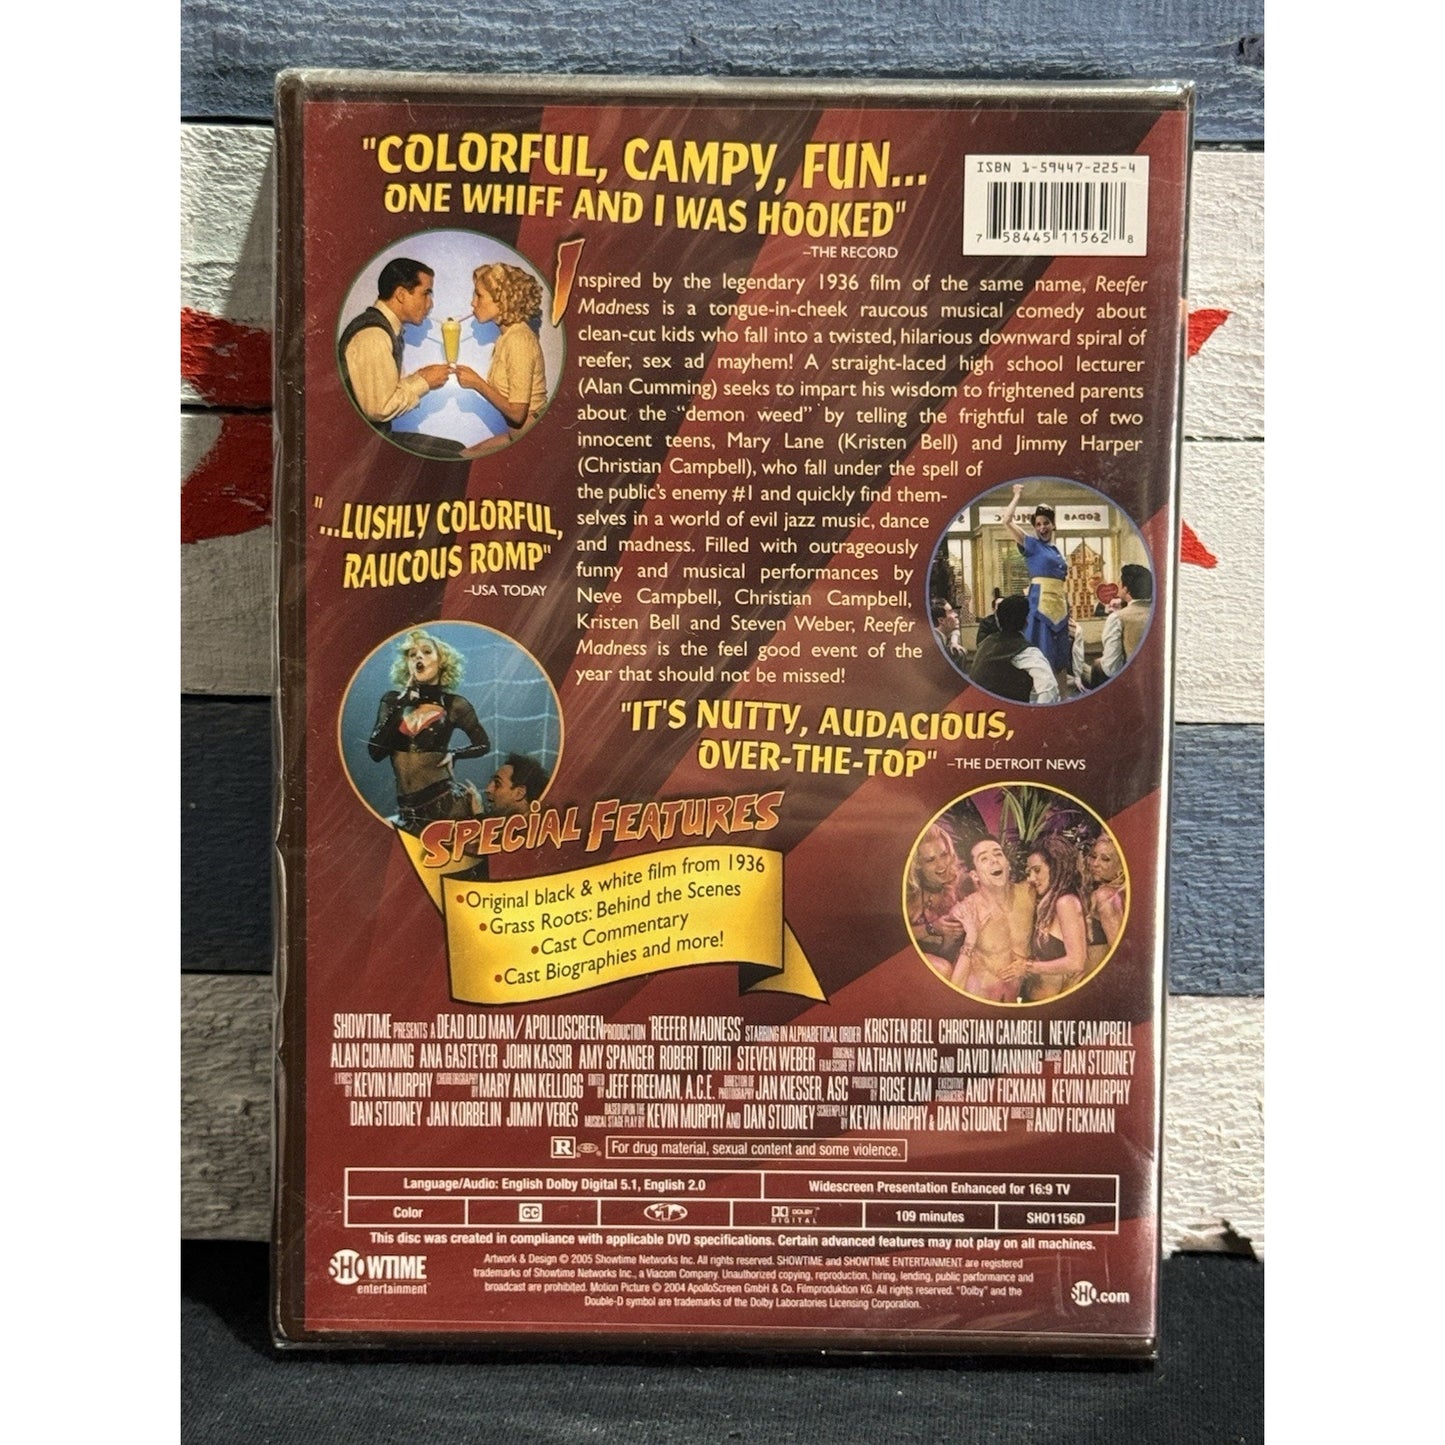 "COLORFUL, CAMPY, FUN...
ONE WHIFF AND I WAS HOOKED"
–THE RECORD
ISBN 1-59447-225-4
7 58445 11562 8
Inspired by the legendary 1936 film of the same name, Reefer
Madness is a tongue-in-cheek raucous musical comedy about
clean-cut kids who fall into a twisted, hilarious downward spiral of
reefer, sex ad mayhem! A straight-laced high school lecturer
(Alan Cumming) seeks to impart his wisdom to frightened parents
about the "demon weed" by telling the frightful tale of two
innocent teens, Mary Lane (Kristen Bell) and Jimmy Harper
(Christian Campbell), who fall under the spell of
the public's enemy #1 and quickly find them-
selves in a world of evil jazz music, dance
and madness. Filled with outrageously
funny and musical performances by
Neve Campbell, Christian Campbell,
Kristen Bell and Steven Weber, Reefer
Madness is the feel good event of the
year that should not be missed!
"...LUSHLY COLORFUL,
RAUCOUS ROMP"
–USA TODAY
"IT'S NUTTY, AUDACIOUS,
OVER-THE-TOP" –THE DETROIT NEWS
SPECIAL FEATURES
•Original black & white film from 1936
•Grass Roots: Behind the Scenes
•Cast Commentary
•Cast Biographies and more!
SHOWTIME PRESENTS A DEAD OLD MAN/APOLLOSCREEN PRODUCTION 'REEFER MADNESS' STARRING IN ALPHABETICAL ORDER KRISTEN BELL CHRISTIAN CAMBELL NEVE CAMPBELL
ALAN CUMMING ANA GASTEYER JOHN KASSIR AMY SPANGER ROBERT TORTI STEVEN WEBER ORIGINAL FILM SCORE BY NATHAN WANG AND DAVID MANNING MUSIC BY DAN STUDNEY
LYRICS BY KEVIN MURPHY CHOREOGRAPHY BY MARY ANN KELLOGG EDITED BY JEFF FREEMAN, A.C.E. DIRECTOR OF PHOTOGRAPHY JAN KIESSER, ASC PRODUCED BY ROSE LAM EXECUTIVE PRODUCERS ANDY FICKMAN KEVIN MURPHY
DAN STUDNEY JAN KORBELIN JIMMY VERES BASED UPON THE MUSICAL STAGE PLAY BY KEVIN MURPHY AND DAN STUDNEY SCREENPLAY BY KEVIN MURPHY & DAN STUDNEY DIRECTED BY ANDY FICKMAN
R For drug material, sexual content and some violence.
Language/Audio: English Dolby Digital 5.1, English 2.0
Widescreen Presentation Enhanced for 16:9 TV
Color CC 1 DOLBY DIGITAL 109 minutes SHO1156D
This disc was created in compliance with applicable DVD specifications. Certain advanced features may not play on all machines.
SHOWTIME
entertainment
Artwork & Design © 2005 Showtime Networks Inc. All rights reserved. SHOWTIME and SHOWTIME ENTERTAINMENT are registered
trademarks of Showtime Networks Inc., a Viacom Company. Unauthorized copying, reproduction, hiring, lending, public performance and
broadcast are prohibited. Motion Picture © 2004 ApolloScreen GmbH & Co. Filmproduktion KG. All rights reserved. "Dolby" and the
Double-D symbol are trademarks of the Dolby Laboratories Licensing Corporation.
SHO.com